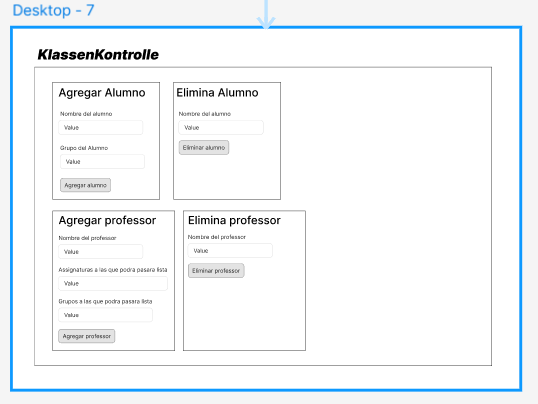 Desktop - 7
KlassenKontrolle
Agregar Alumno
Nombre del alumno
Value
Grupo del Alumno
Value
Agregar alumno
Elimina Alumno
Nombre del alumno
Value
Eliminar alumno
Agregar professor
Nombre del professor
Value
Assignaturas a las que podra pasara lista
Value
Grupos a las que podra pasara lista
Value
Agregar professor
Elimina professor
Nombre del professor
Value
Eliminar professor